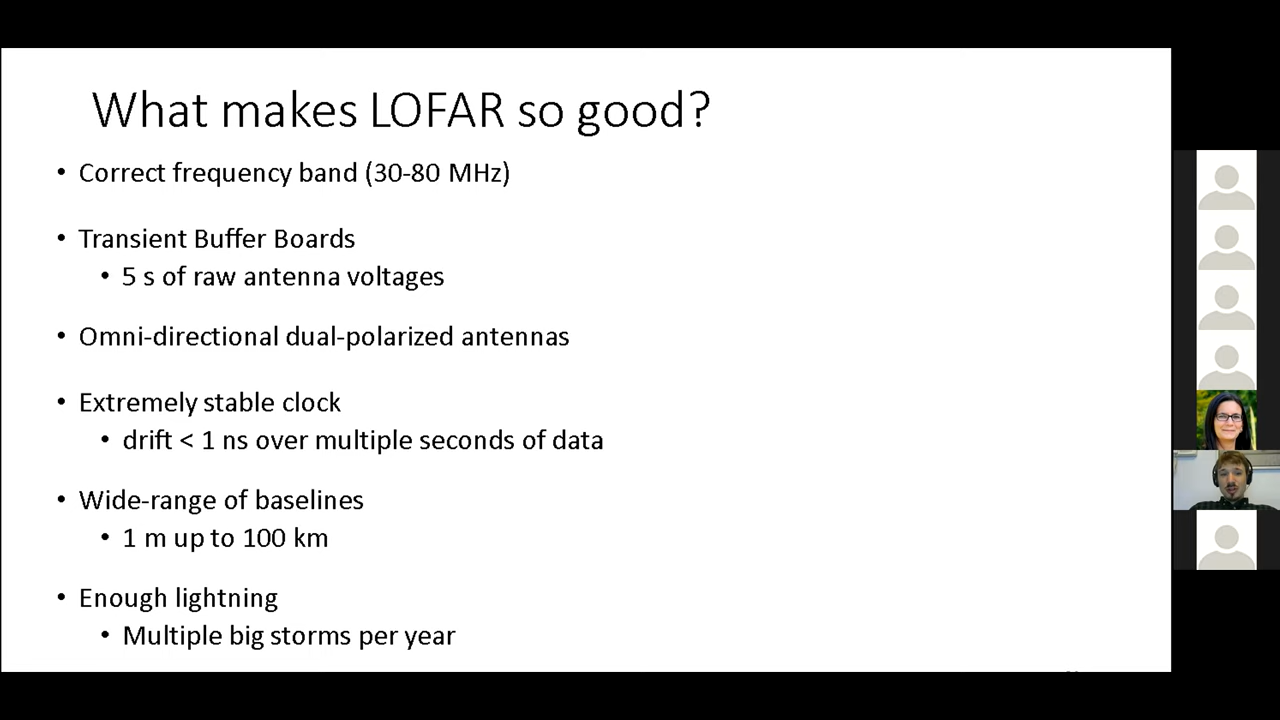 What makes LOFAR so good?
• Correct frequency band (30-80 MHz)
• Transient Buffer Boards
• 5 s of raw antenna voltages
• Omni-directional dual-polarized antennas
• Extremely stable clock
• drift < 1 ns over multiple seconds of data
• Wide-range of baselines
• 1 m up to 100 km
• Enough lightning
• Multiple big storms per year